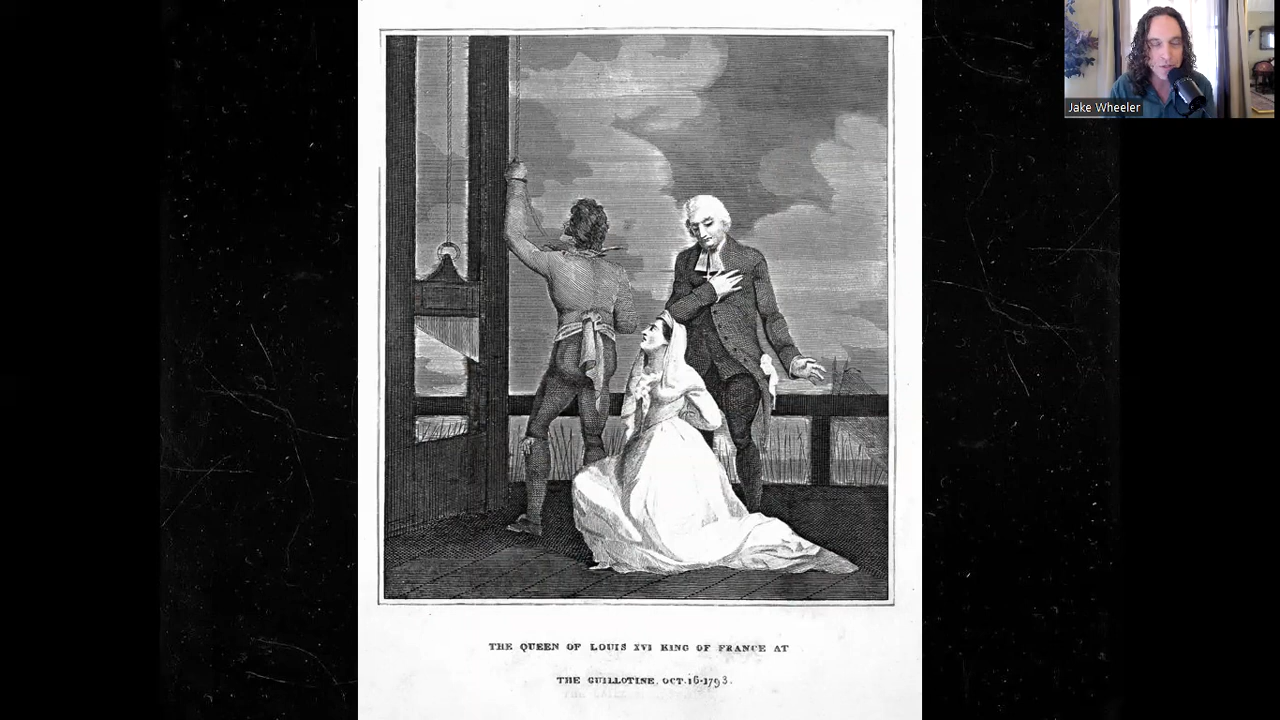 Jake Wheeler
THE QUEEN OF LOUIS XVI KING OF FRANCE AT
THE GUILLOTINE, OCT. 16-1793.